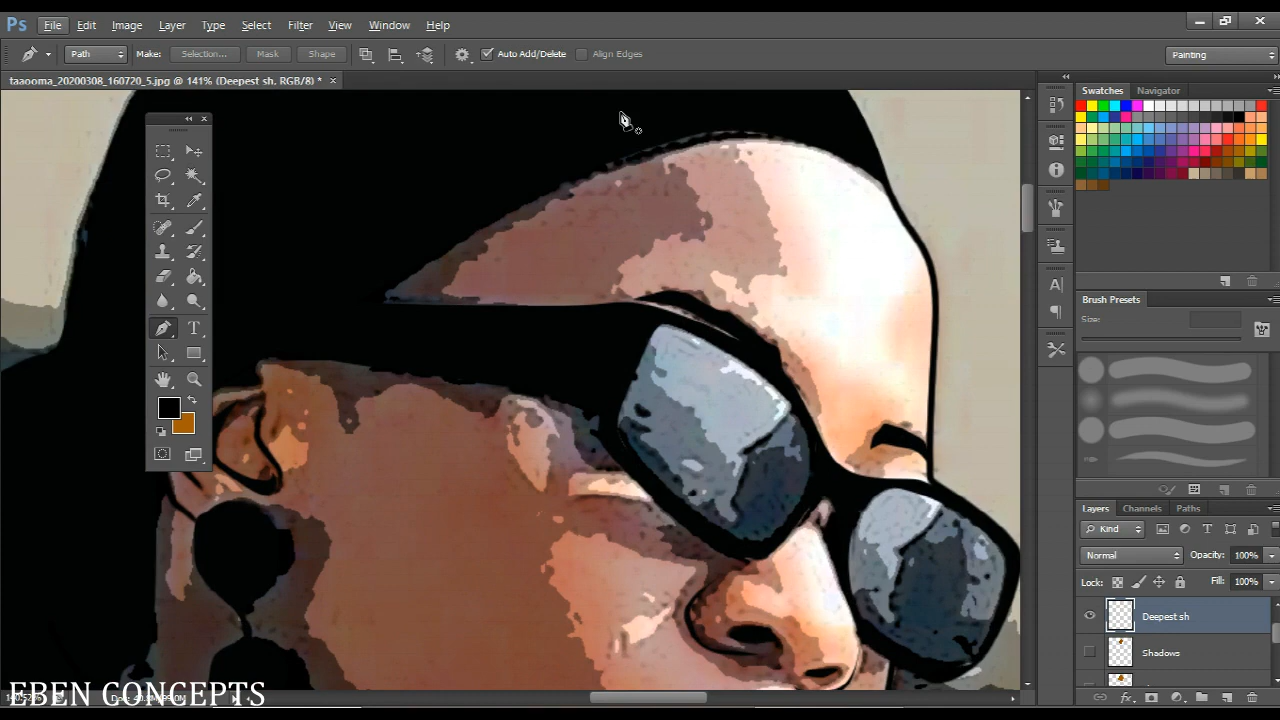 Ps File Edit Image Layer Type Select Filter View Window Help
Path Make: Selection... Mask Shape Auto Add/Delete Align Edges Painting
taaooma_20200308_160720_5.jpg @ 141% (Deepest sh, RGB/8) *
Swatches Navigator
Brush Presets
Size:
Layers Channels Paths
Kind
Normal Opacity: 100%
Lock: Fill: 100%
Deepest sh
Shadows
EBEN CONCEPTS